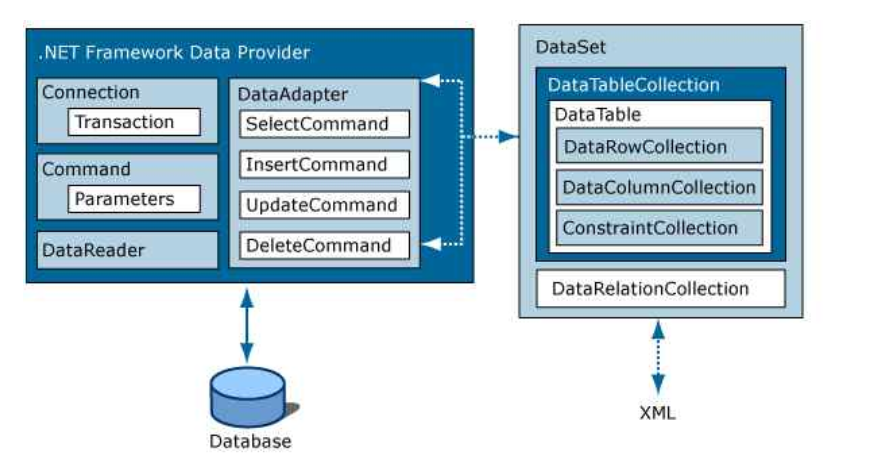 .NET Framework Data Provider
Connection
Transaction
Command
Parameters
DataReader
DataAdapter
SelectCommand
InsertCommand
UpdateCommand
DeleteCommand
Database
DataSet
DataTableCollection
DataTable
DataRowCollection
DataColumnCollection
ConstraintCollection
DataRelationCollection
XML